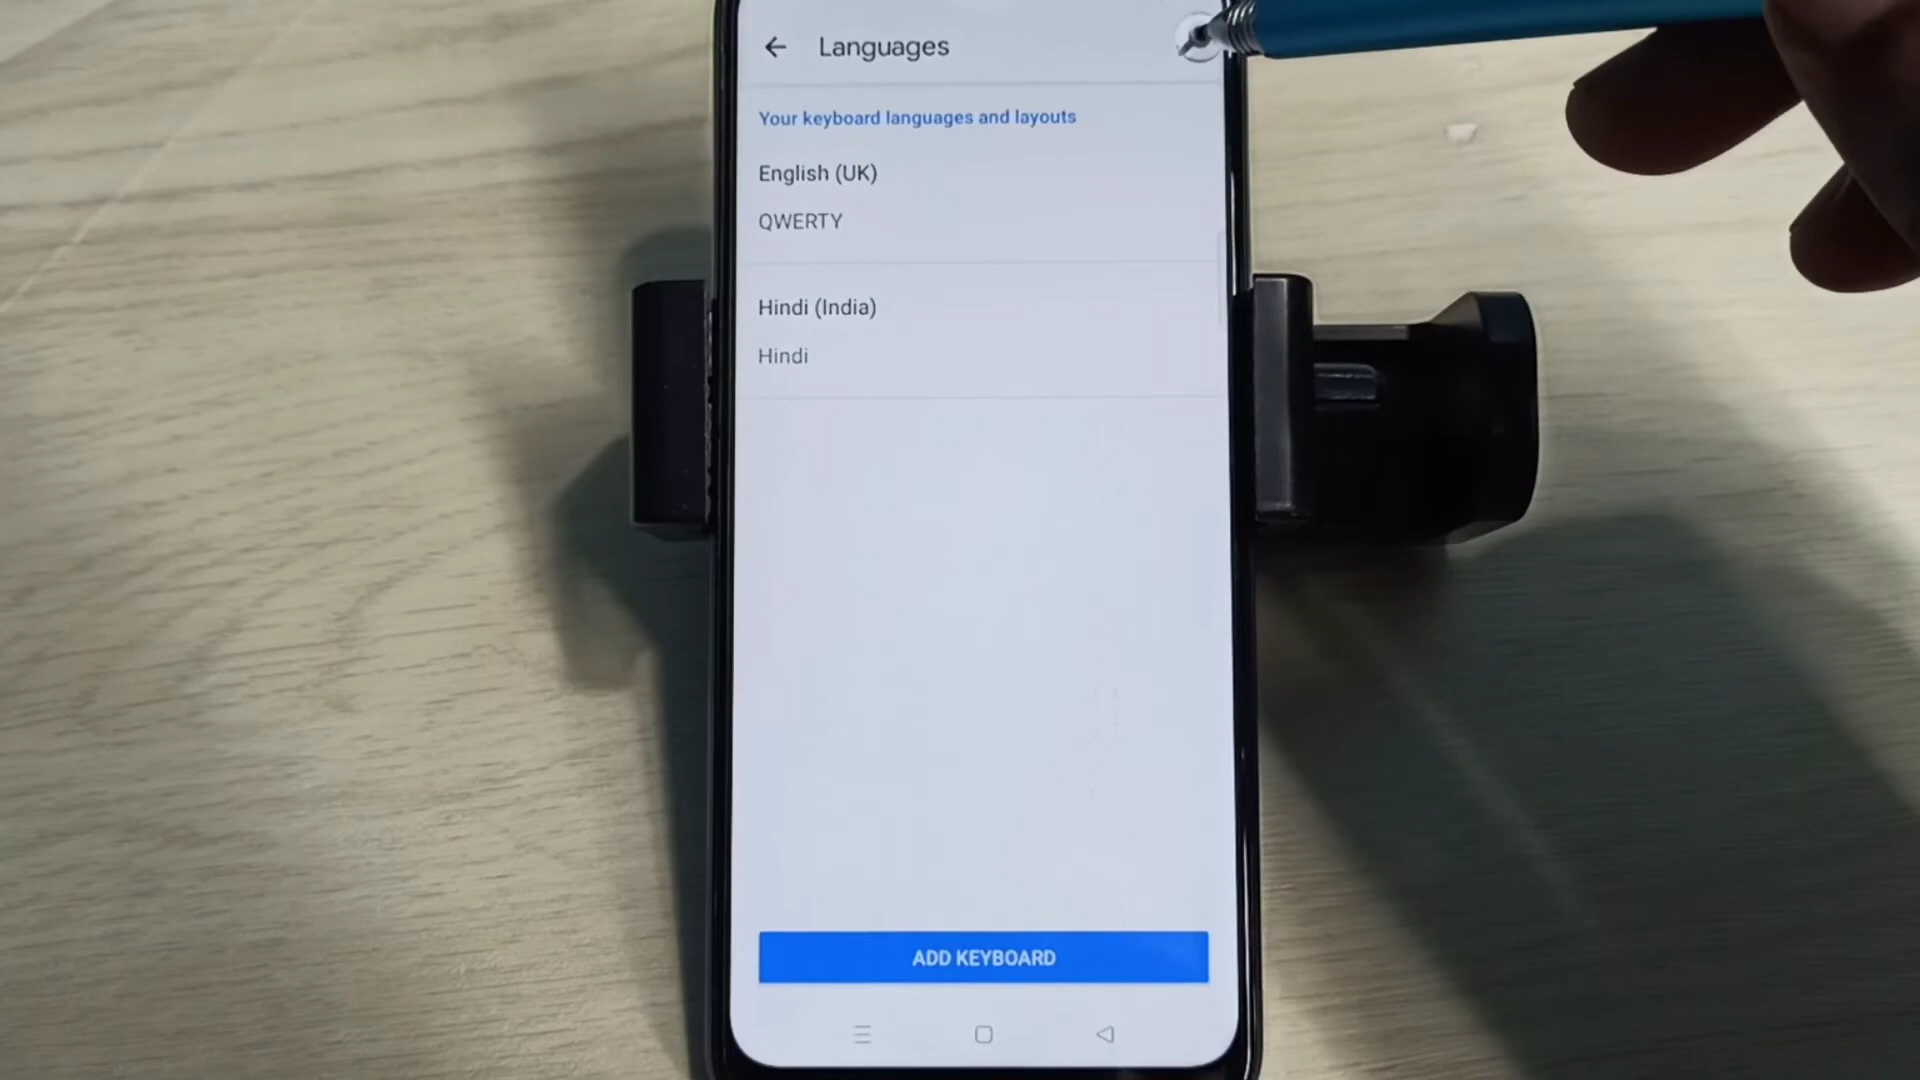 Languages
Your keyboard languages and layouts
English (UK)
QWERTY
Hindi (India)
Hindi
ADD KEYBOARD